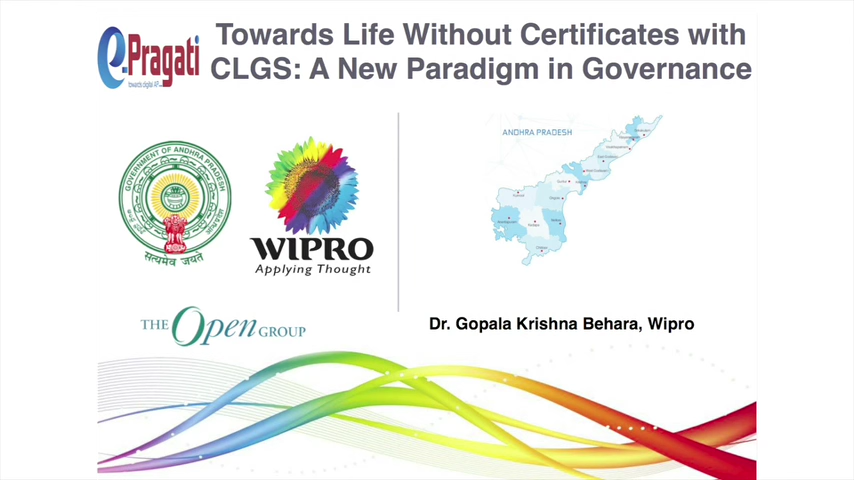 e-Pragati
towards digital AP
Towards Life Without Certificates with
CLGS: A New Paradigm in Governance
GOVERNMENT OF ANDHRA PRADESH
सत्यमेव जयते
WIPRO
Applying Thought
ANDHRA PRADESH
THE Open GROUP
Dr. Gopala Krishna Behara, Wipro